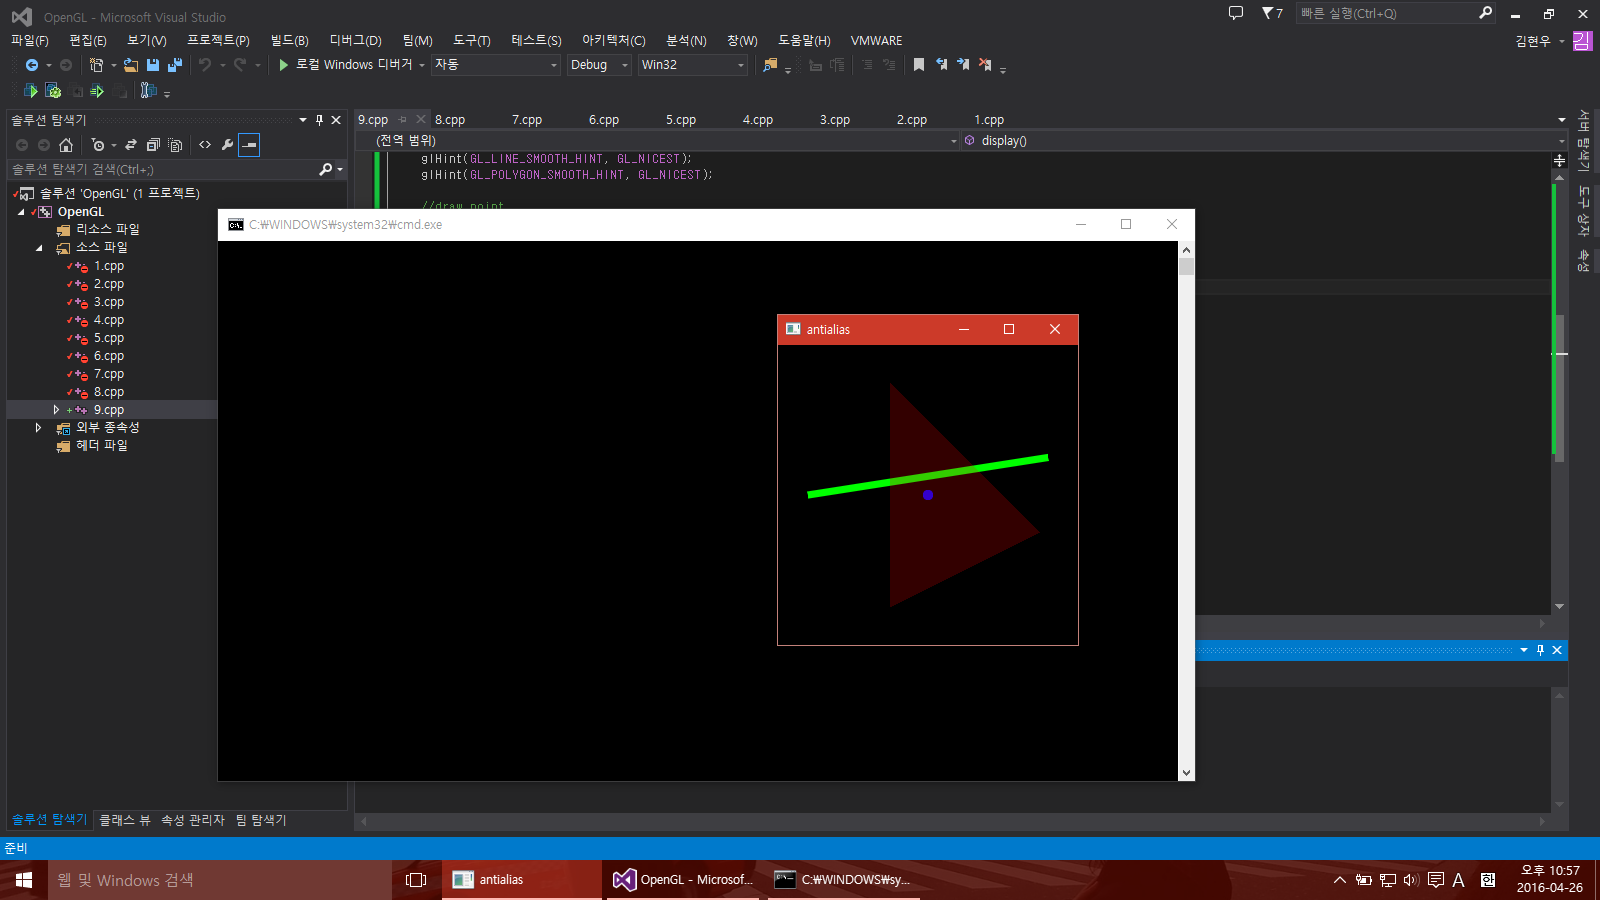 OpenGL - Microsoft Visual Studio
7
빠른 실행(Ctrl+Q)
파일(F) 편집(E) 보기(V) 프로젝트(P) 빌드(B) 디버그(D) 팀(M) 도구(T) 테스트(S) 아키텍처(C) 분석(N) 창(W) 도움말(H) VMWARE
김현우 김
로컬 Windows 디버거 자동 Debug Win32
솔루션 탐색기
9.cpp 8.cpp 7.cpp 6.cpp 5.cpp 4.cpp 3.cpp 2.cpp 1.cpp
(전역 범위) display()
glHint(GL_LINE_SMOOTH_HINT, GL_NICEST);
glHint(GL_POLYGON_SMOOTH_HINT, GL_NICEST);
//draw point
솔루션 탐색기 검색(Ctrl+;)
솔루션 'OpenGL' (1 프로젝트)
OpenGL
리소스 파일
소스 파일
1.cpp
2.cpp
3.cpp
4.cpp
5.cpp
6.cpp
7.cpp
8.cpp
9.cpp
외부 종속성
헤더 파일
C:₩WINDOWS₩system32₩cmd.exe
antialias
서버 탐색기
도구 상자
속성
솔루션 탐색기 클래스 뷰 속성 관리자 팀 탐색기
준비
웹 및 Windows 검색
antialias
OpenGL - Microsof...
C:₩WINDOWS₩sy...
A 한
오후 10:57
2016-04-26